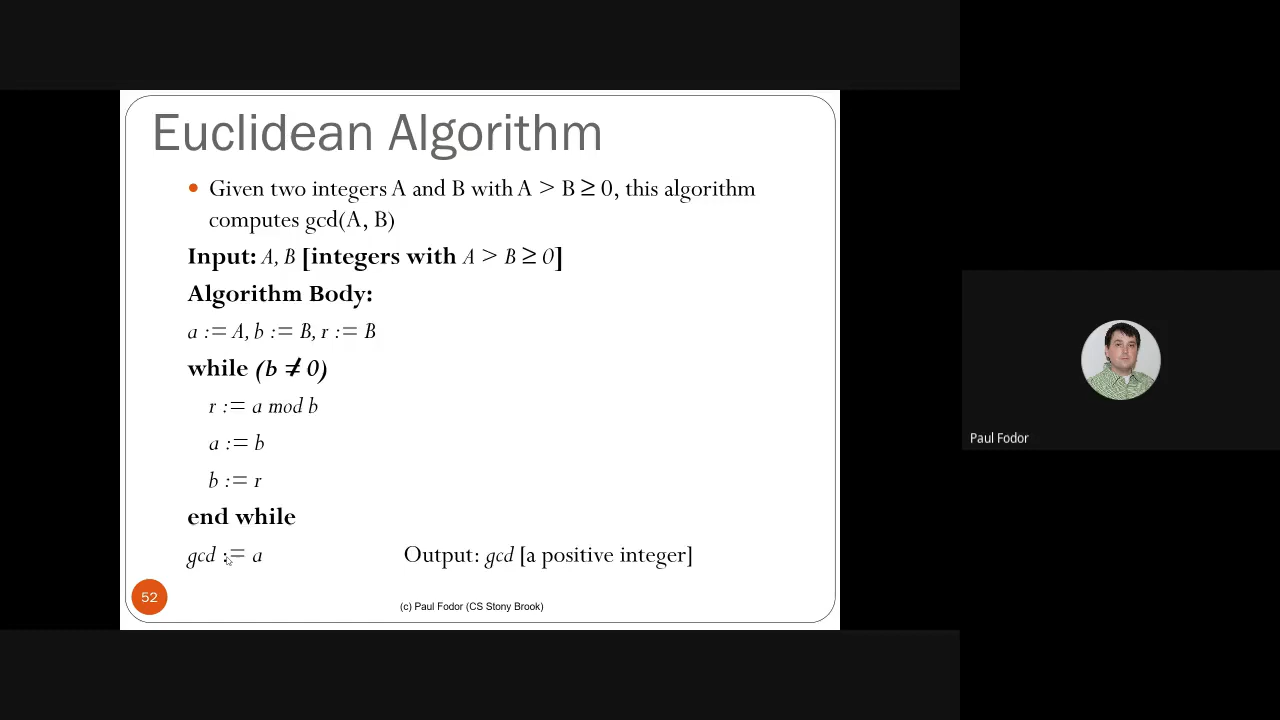 Euclidean Algorithm
• Given two integers A and B with A > B ≥ 0, this algorithm
computes gcd(A, B)
Input: A, B [integers with A > B ≥ 0]
Algorithm Body:
a := A, b := B, r := B
while (b ≠ 0)
r := a mod b
a := b
b := r
end while
gcd := a Output: gcd [a positive integer]
52
(c) Paul Fodor (CS Stony Brook)
Paul Fodor